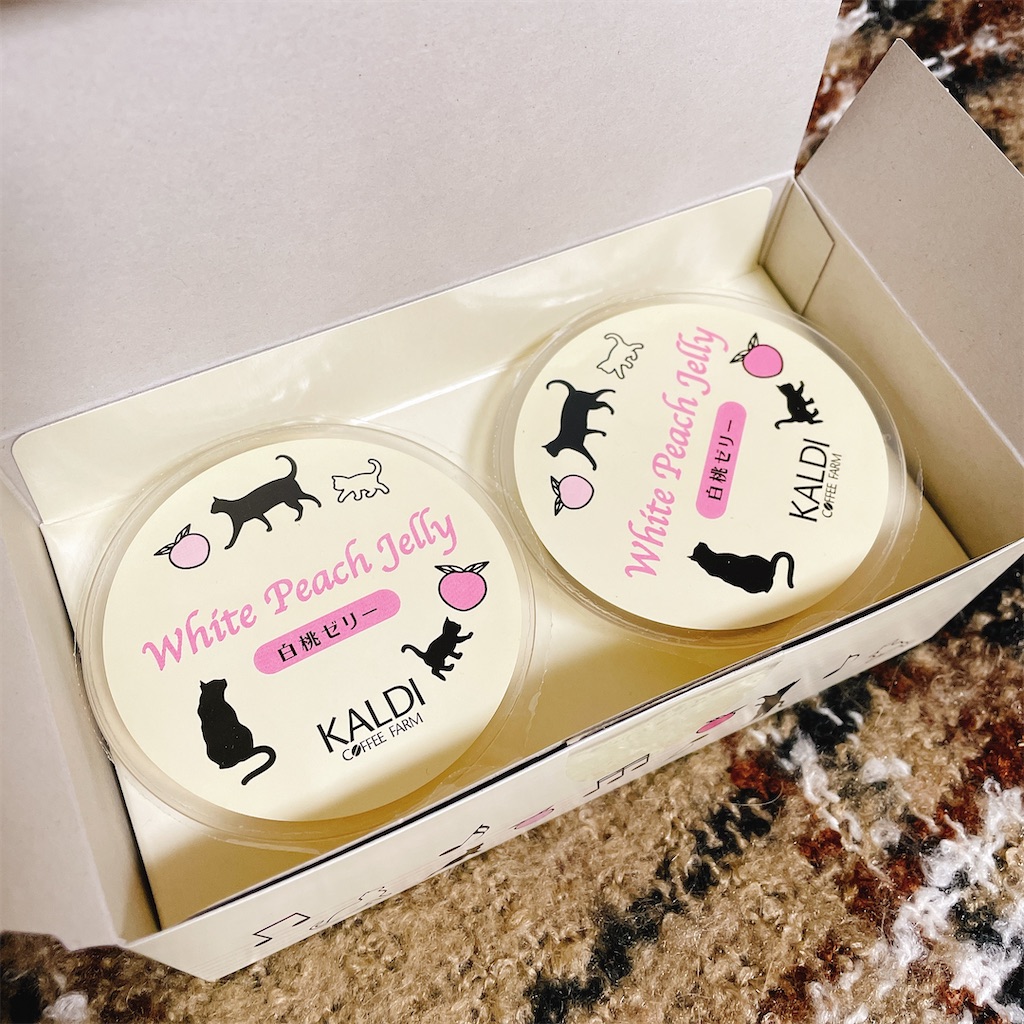 White Peach Jelly
白桃ゼリー
KALDI
COFFEE FARM
White Peach Jelly
白桃ゼリー
KALDI
COFFEE FARM